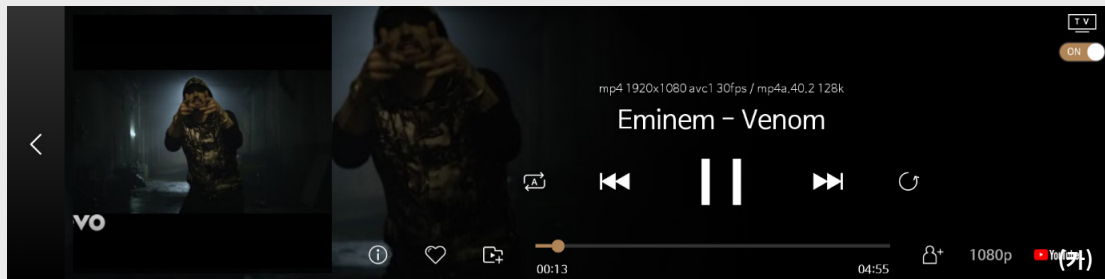 TV
ON
mp4 1920x1080 avc1 30fps / mp4a.40.2 128k
Eminem - Venom
A
VO
00:13
04:55
1080p
YouTube
(카)